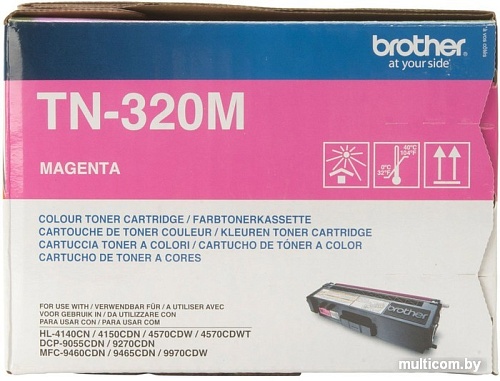 brother
at your side
TN-320M
MAGENTA
40°C
104°F
0°C
32°F
COLOUR TONER CARTRIDGE / FARBTONERKASSETTE
CARTOUCHE DE TONER COULEUR / KLEUREN TONER CARTRIDGE
CARTUCCIA TONER A COLORI / CARTUCHO DE TÓNER A COLOR
CARTUCHO DE TONER A CORES
FOR USE WITH / VERWENDBAR FÜR / A UTILISER AVEC
VOOR GEBRUIK IN / DA UTILIZZARE CON
PARA USAR CON / PARA USAR COM
HL-4140CN / 4150CDN / 4570CDW / 4570CDWT
DCP-9055CDN / 9270CDN
MFC-9460CDN / 9465CDN / 9970CDW
multicom.by